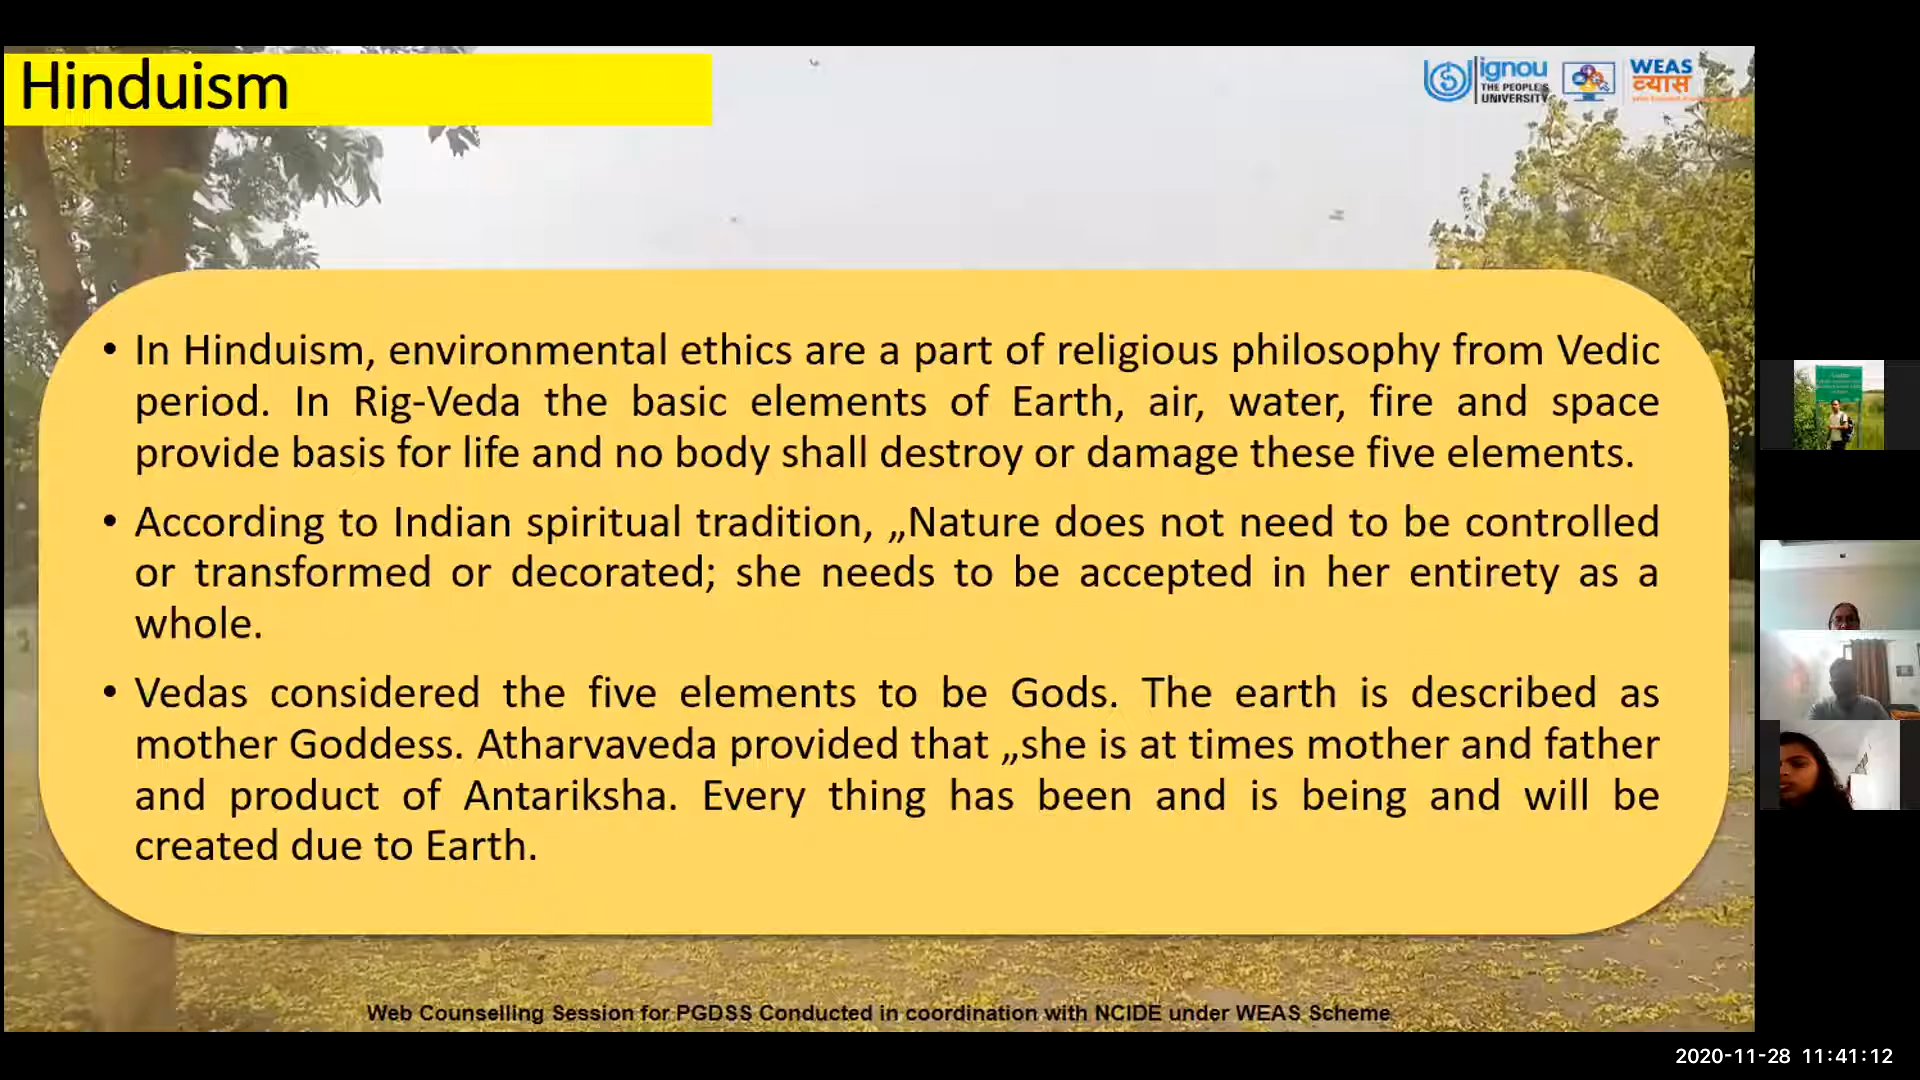 Hinduism
ignou
THE PEOPLE'S
UNIVERSITY
WEAS
व्यास
• In Hinduism, environmental ethics are a part of religious philosophy from Vedic
period. In Rig-Veda the basic elements of Earth, air, water, fire and space
provide basis for life and no body shall destroy or damage these five elements.
• According to Indian spiritual tradition, „Nature does not need to be controlled
or transformed or decorated; she needs to be accepted in her entirety as a
whole.
• Vedas considered the five elements to be Gods. The earth is described as
mother Goddess. Atharvaveda provided that „she is at times mother and father
and product of Antariksha. Every thing has been and is being and will be
created due to Earth.
Web Counselling Session for PGDSS Conducted in coordination with NCIDE under WEAS Scheme
2020-11-28 11:41:12